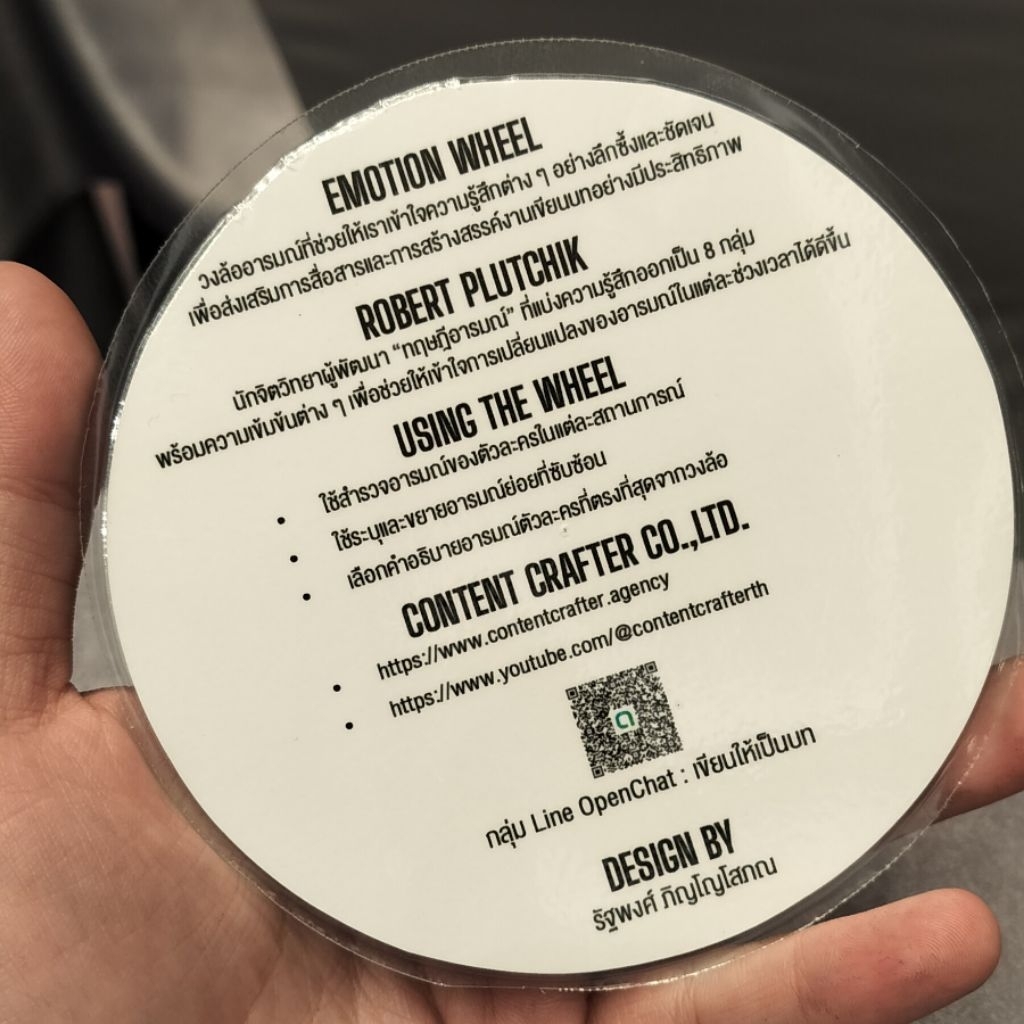 EMOTION WHEEL
วงล้ออารมณ์ที่ช่วยให้เราเข้าใจความรู้สึกต่าง ๆ อย่างลึกซึ้งและชัดเจน
เพื่อส่งเสริมการสื่อสารและการสร้างสรรค์งานเขียนบทอย่างมีประสิทธิภาพ
ROBERT PLUTCHIK
นักจิตวิทยาผู้พัฒนา “ทฤษฎีอารมณ์” ที่แบ่งความรู้สึกออกเป็น 8 กลุ่ม
พร้อมความเข้มข้นต่าง ๆ เพื่อช่วยให้เข้าใจการเปลี่ยนแปลงของอารมณ์ในแต่ละช่วงเวลาได้ดีขึ้น
USING THE WHEEL
• ใช้สำรวจอารมณ์ของตัวละครในแต่ละสถานการณ์
• ใช้ระบุและขยายอารมณ์ย่อยที่ซับซ้อน
• เลือกคำอธิบายอารมณ์ตัวละครที่ตรงที่สุดจากวงล้อ
CONTENT CRAFTER CO.,LTD.
• https://www.contentcrafter.agency
• https://www.youtube.com/@contentcrafterth
กลุ่ม Line OpenChat : เขียนให้เป็นบท
DESIGN BY
รัฐพงศ์ ภิญโญโสภณ